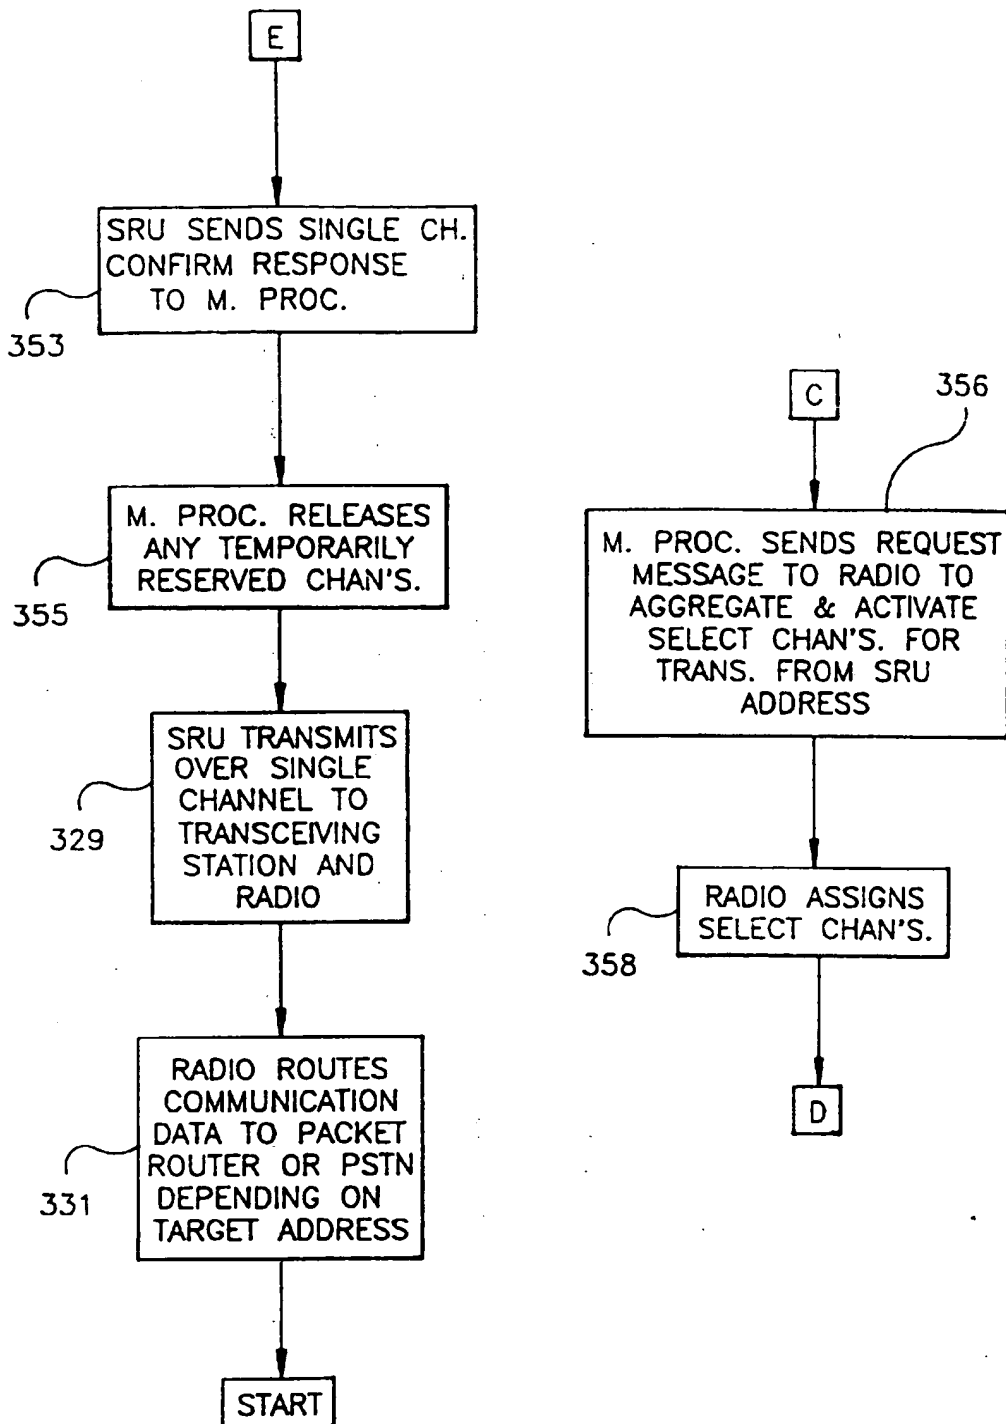 E
SRU SENDS SINGLE CH.
CONFIRM RESPONSE
TO M. PROC.
353
M. PROC. RELEASES
ANY TEMPORARILY
RESERVED CHAN'S.
355
SRU TRANSMITS
OVER SINGLE
CHANNEL TO
TRANSCEIVING
STATION AND
RADIO
329
RADIO ROUTES
COMMUNICATION
DATA TO PACKET
ROUTER OR PSTN
DEPENDING ON
TARGET ADDRESS
331
START
C
356
M. PROC. SENDS REQUEST
MESSAGE TO RADIO TO
AGGREGATE & ACTIVATE
SELECT CHAN'S. FOR
TRANS. FROM SRU
ADDRESS
RADIO ASSIGNS
SELECT CHAN'S.
358
D